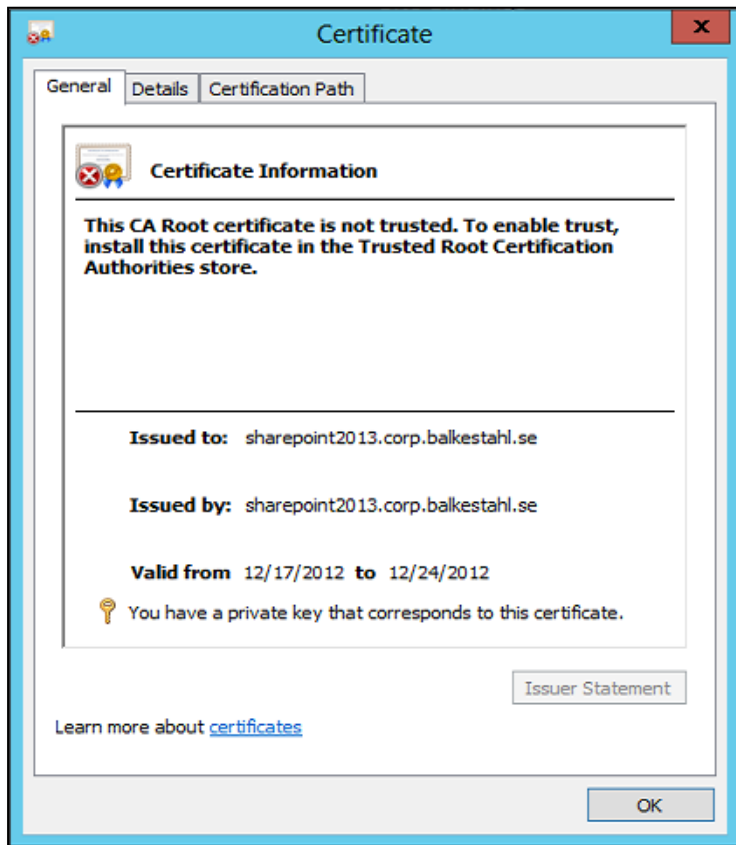 Certificate
x
General Details Certification Path
Certificate Information
This CA Root certificate is not trusted. To enable trust,
install this certificate in the Trusted Root Certification
Authorities store.
Issued to: sharepoint2013.corp.balkestahl.se
Issued by: sharepoint2013.corp.balkestahl.se
Valid from 12/17/2012 to 12/24/2012
You have a private key that corresponds to this certificate.
Issuer Statement
Learn more about certificates
OK